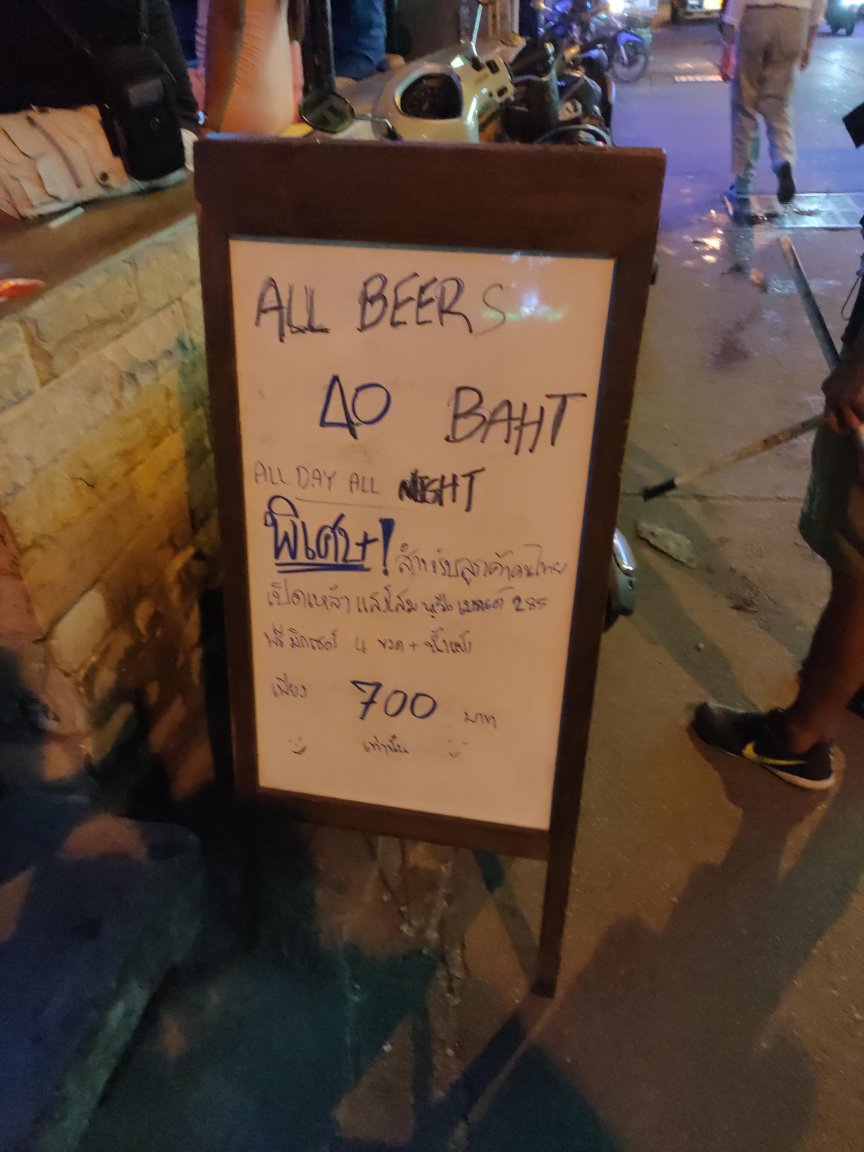 ALL BEERS
40 BAHT
ALL DAY ALL NIGHT
พิเศษ! สำหรับลูกค้าคนไทย
เปิดเหล้า แสงโสม หรือ เบลนด์ 285
ฟรี มิกเซอร์ 4 ขวด + น้ำแข็ง
เพียง 700 บาท
เท่านั้น